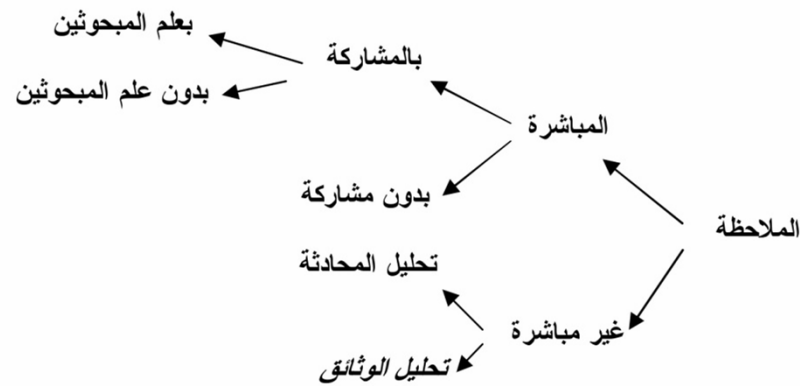 بعلم المبحوثين
بالمشاركة
بدون علم المبحوثين
المباشرة
بدون مشاركة
الملاحظة
تحليل المحادثة
غير مباشرة
تحليل الوثائق